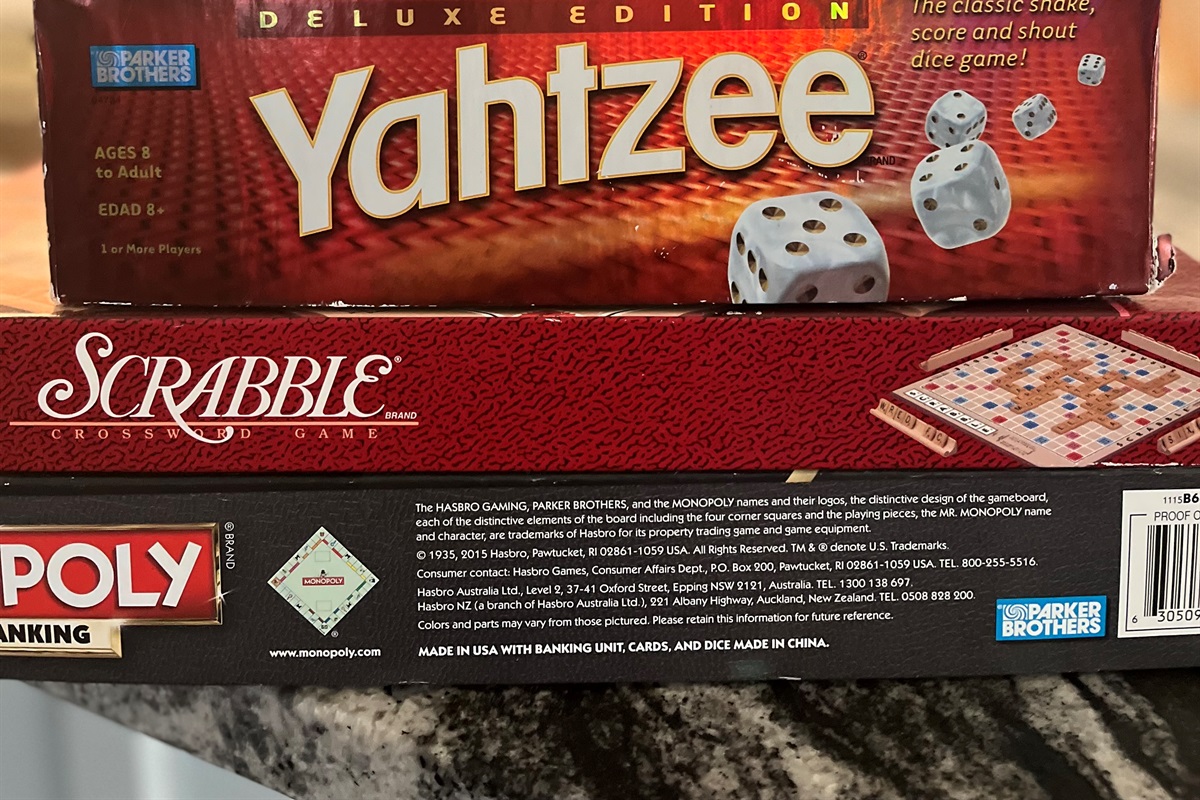 DELUXE EDITION
The classic shake,
score and shout
dice game!
PARKER
BROTHERS
Yahtzee®
BRAND
AGES 8
to Adult
EDAD 8+
1 or More Players
SCRABBLE®
BRAND
CROSSWORD GAME
POLY
® BRAND
ANKING
MONOPOLY
®
www.monopoly.com
The HASBRO GAMING, PARKER BROTHERS, and the MONOPOLY names and their logos, the distinctive design of the gameboard,
each of the distinctive elements of the board including the four corner squares and the playing pieces, the MR. MONOPOLY name
and character, are trademarks of Hasbro for its property trading game and game equipment.
© 1935, 2015 Hasbro, Pawtucket, RI 02861-1059 USA. All Rights Reserved. TM & ® denote U.S. Trademarks.
Consumer contact: Hasbro Games, Consumer Affairs Dept., P.O. Box 200, Pawtucket, RI 02861-1059 USA. TEL. 800-255-5516.
Hasbro Australia Ltd., Level 2, 37-41 Oxford Street, Epping NSW 2121, Australia. TEL. 1300 138 697.
Hasbro NZ (a branch of Hasbro Australia Ltd.), 221 Albany Highway, Auckland, New Zealand. TEL. 0508 828 200.
Colors and parts may vary from those pictured. Please retain this information for future reference.
MADE IN USA WITH BANKING UNIT, CARDS, AND DICE MADE IN CHINA.
PARKER
BROTHERS
1115B6
PROOF O
6 30509